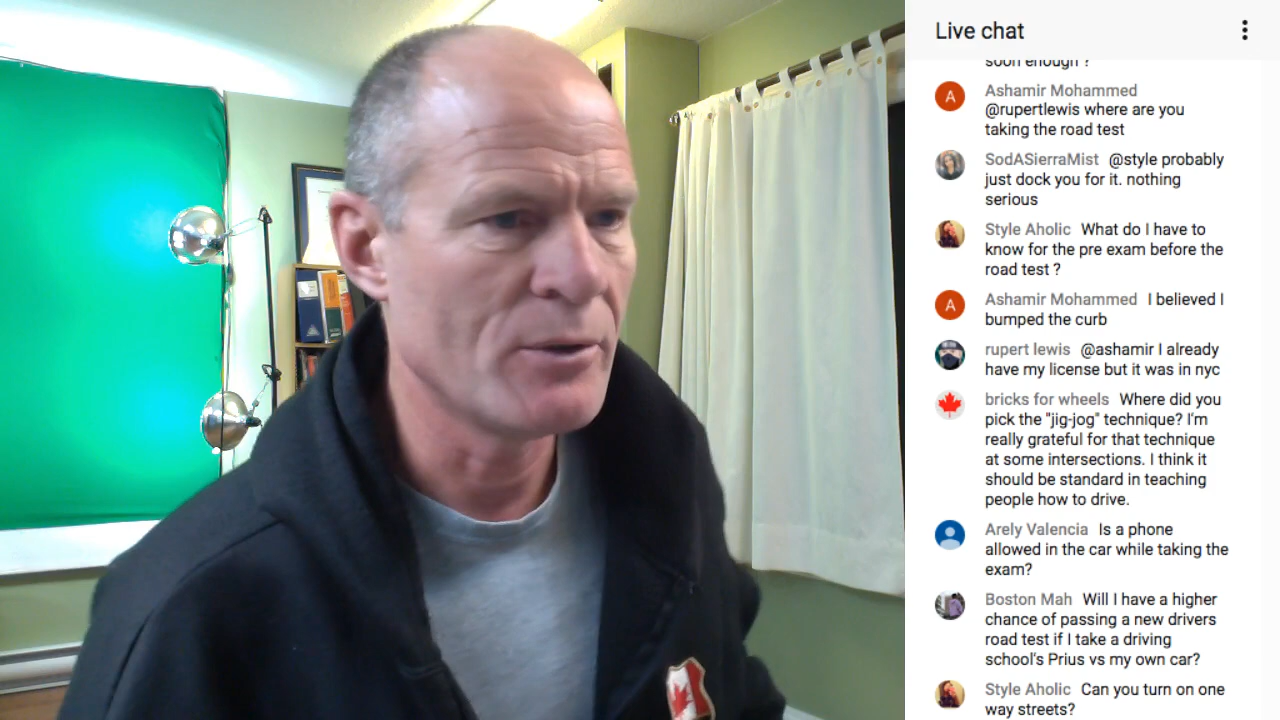 Live chat
soon enough ?
Ashamir Mohammed
@rupertlewis where are you
taking the road test
SodASierraMist @style probably
just dock you for it. nothing
serious
Style Aholic What do I have to
know for the pre exam before the
road test ?
Ashamir Mohammed I believed I
bumped the curb
rupert lewis @ashamir I already
have my license but it was in nyc
bricks for wheels Where did you
pick the "jig-jog" technique? I'm
really grateful for that technique
at some intersections. I think it
should be standard in teaching
people how to drive.
Arely Valencia Is a phone
allowed in the car while taking the
exam?
Boston Mah Will I have a higher
chance of passing a new drivers
road test if I take a driving
school's Prius vs my own car?
Style Aholic Can you turn on one
way streets?
A
A